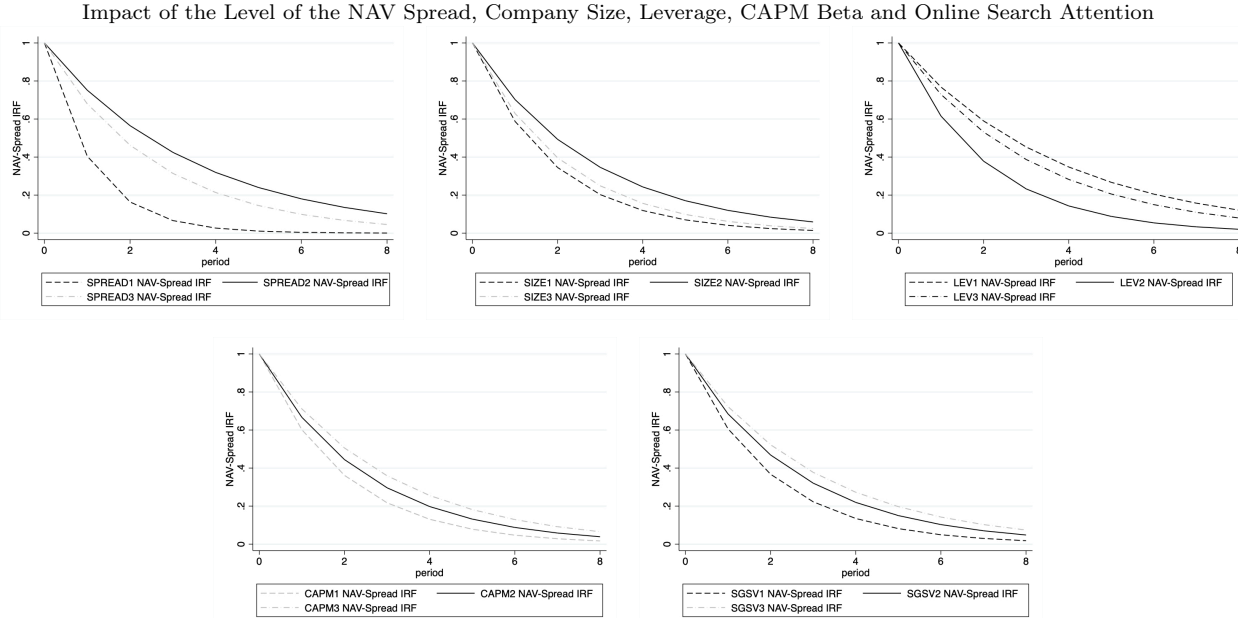 Impact of the Level of the NAV Spread, Company Size, Leverage, CAPM Beta and Online Search Attention
NAV-Spread IRF
1
.8
.6
.4
.2
0
0 2 4 6 8
period
SPREAD1 NAV-Spread IRF SPREAD2 NAV-Spread IRF
SPREAD3 NAV-Spread IRF
NAV-Spread IRF
1
.8
.6
.4
.2
0
0 2 4 6 8
period
SIZE1 NAV-Spread IRF SIZE2 NAV-Spread IRF
SIZE3 NAV-Spread IRF
NAV-Spread IRF
1
.8
.6
.4
.2
0
0 2 4 6 8
period
LEV1 NAV-Spread IRF LEV2 NAV-Spread IRF
LEV3 NAV-Spread IRF
NAV-Spread IRF
1
.8
.6
.4
.2
0
0 2 4 6 8
period
CAPM1 NAV-Spread IRF CAPM2 NAV-Spread IRF
CAPM3 NAV-Spread IRF
NAV-Spread IRF
1
.8
.6
.4
.2
0
0 2 4 6 8
period
SGSV1 NAV-Spread IRF SGSV2 NAV-Spread IRF
SGSV3 NAV-Spread IRF